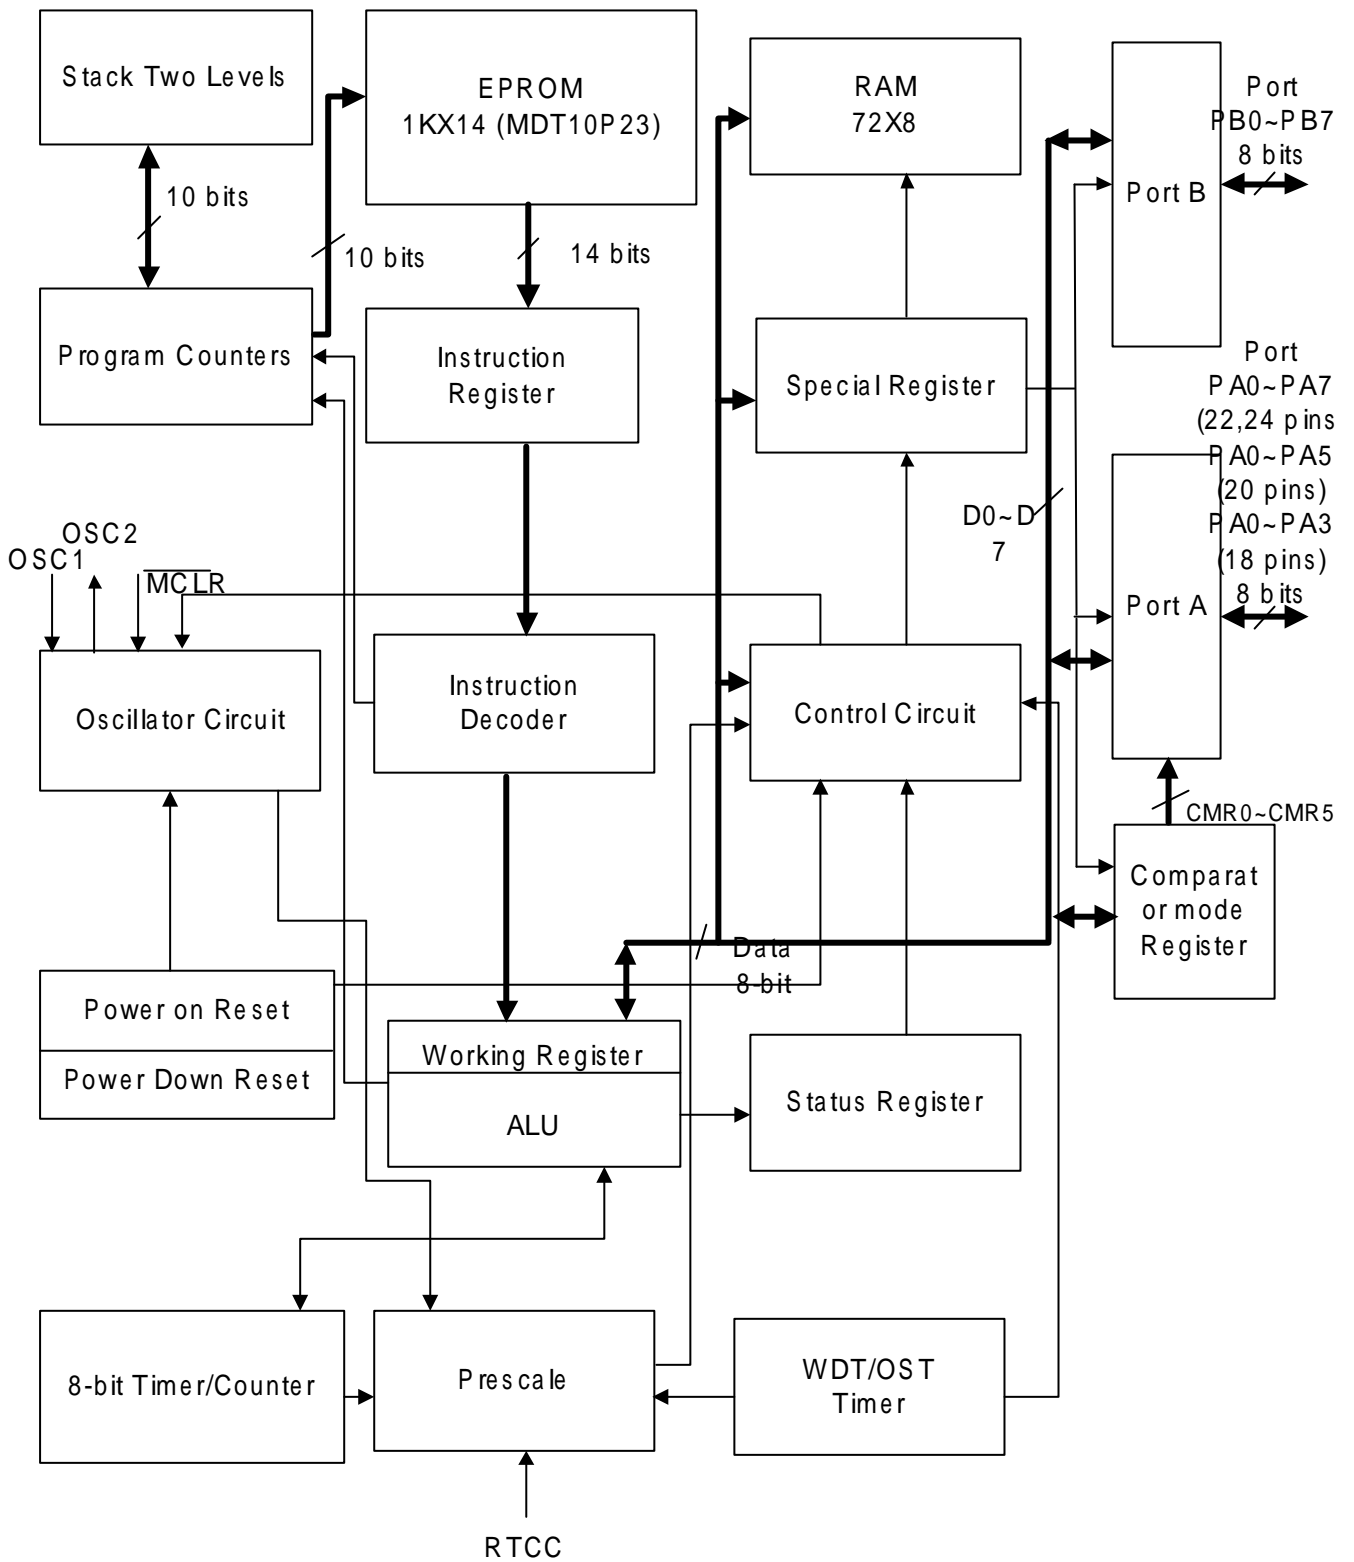 Stack Two Levels
EPROM
1KX14 (MDT10P23)
RAM
72X8
Port
PB0~PB7
8 bits
Port B
10 bits
10 bits
14 bits
Program Counters
Instruction
Register
Special Register
Port
PA0~PA7
(22,24 pins
PA0~PA5
(20 pins)
PA0~PA3
(18 pins)
8 bits
D0~D
7
Port A
OSC2
OSC1
MCLR
Oscillator Circuit
Instruction
Decoder
Control Circuit
CMR0~CMR5
Comparat
or mode
Register
Data
8-bit
Power on Reset
Power Down Reset
Working Register
ALU
Status Register
8-bit Timer/Counter
Prescale
WDT/OST
Timer
RTCC